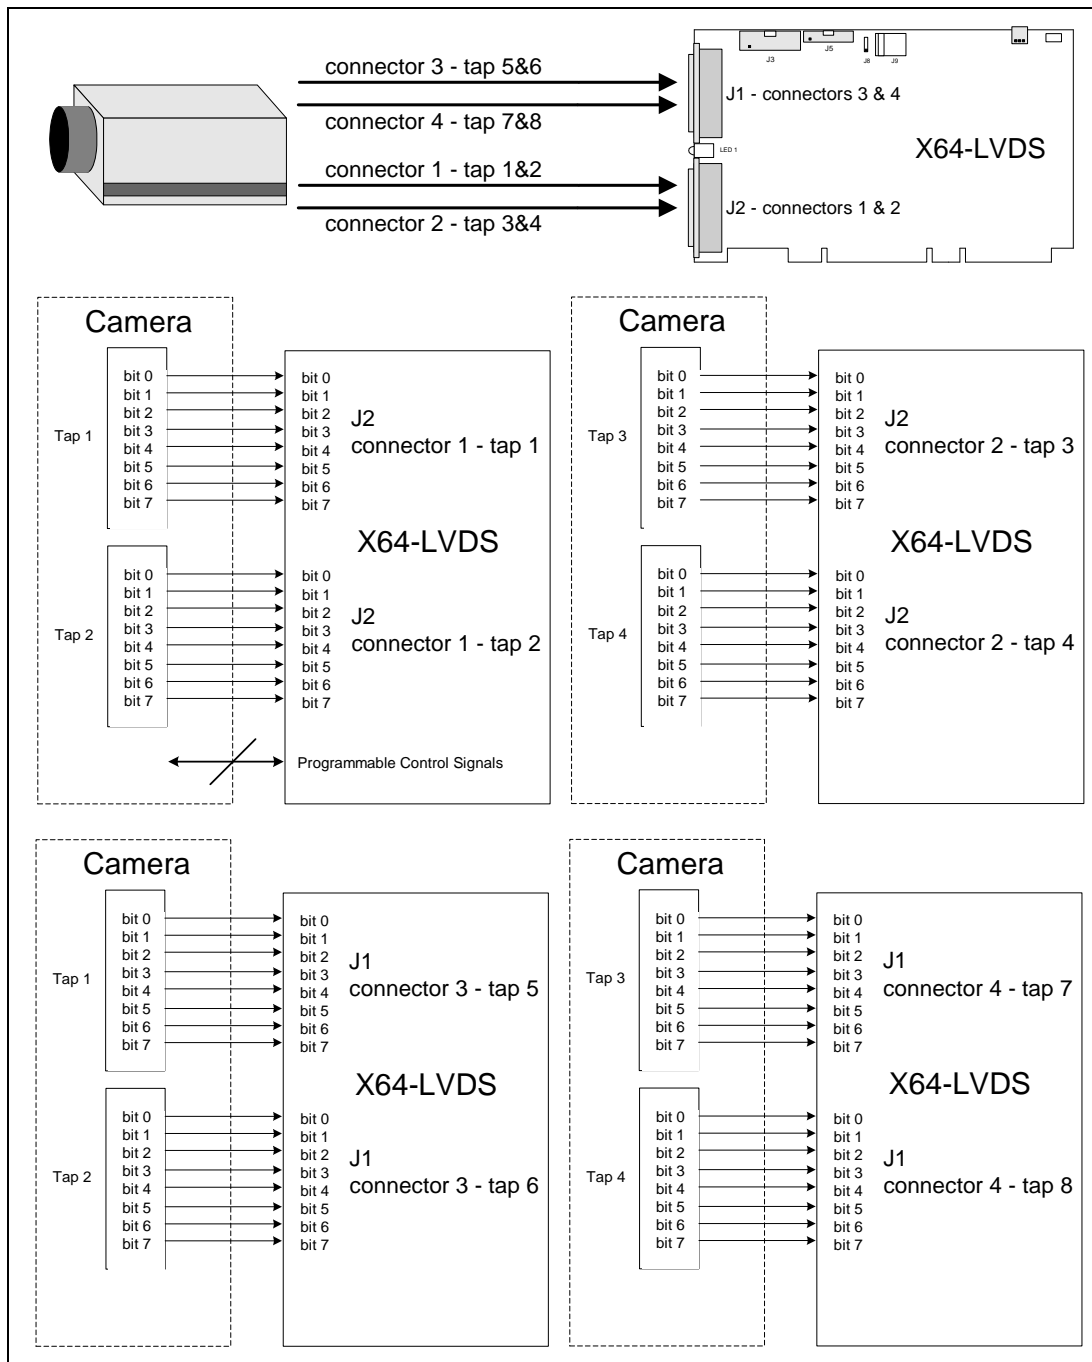 connector 3 - tap 5&6
connector 4 - tap 7&8
connector 1 - tap 1&2
connector 2 - tap 3&4
J3
J5
J8
J9
J1 - connectors 3 & 4
LED 1
X64-LVDS
J2 - connectors 1 & 2
Camera
Tap 1
bit 0
bit 1
bit 2
bit 3
bit 4
bit 5
bit 6
bit 7
bit 0
bit 1
bit 2
bit 3
bit 4
bit 5
bit 6
bit 7
J2
connector 1 - tap 1
X64-LVDS
Tap 2
bit 0
bit 1
bit 2
bit 3
bit 4
bit 5
bit 6
bit 7
bit 0
bit 1
bit 2
bit 3
bit 4
bit 5
bit 6
bit 7
J2
connector 1 - tap 2
Programmable Control Signals
Camera
Tap 3
bit 0
bit 1
bit 2
bit 3
bit 4
bit 5
bit 6
bit 7
bit 0
bit 1
bit 2
bit 3
bit 4
bit 5
bit 6
bit 7
J2
connector 2 - tap 3
X64-LVDS
Tap 4
bit 0
bit 1
bit 2
bit 3
bit 4
bit 5
bit 6
bit 7
bit 0
bit 1
bit 2
bit 3
bit 4
bit 5
bit 6
bit 7
J2
connector 2 - tap 4
Camera
Tap 1
bit 0
bit 1
bit 2
bit 3
bit 4
bit 5
bit 6
bit 7
bit 0
bit 1
bit 2
bit 3
bit 4
bit 5
bit 6
bit 7
J1
connector 3 - tap 5
X64-LVDS
Tap 2
bit 0
bit 1
bit 2
bit 3
bit 4
bit 5
bit 6
bit 7
bit 0
bit 1
bit 2
bit 3
bit 4
bit 5
bit 6
bit 7
J1
connector 3 - tap 6
Camera
Tap 3
bit 0
bit 1
bit 2
bit 3
bit 4
bit 5
bit 6
bit 7
bit 0
bit 1
bit 2
bit 3
bit 4
bit 5
bit 6
bit 7
J1
connector 4 - tap 7
X64-LVDS
Tap 4
bit 0
bit 1
bit 2
bit 3
bit 4
bit 5
bit 6
bit 7
bit 0
bit 1
bit 2
bit 3
bit 4
bit 5
bit 6
bit 7
J1
connector 4 - tap 8